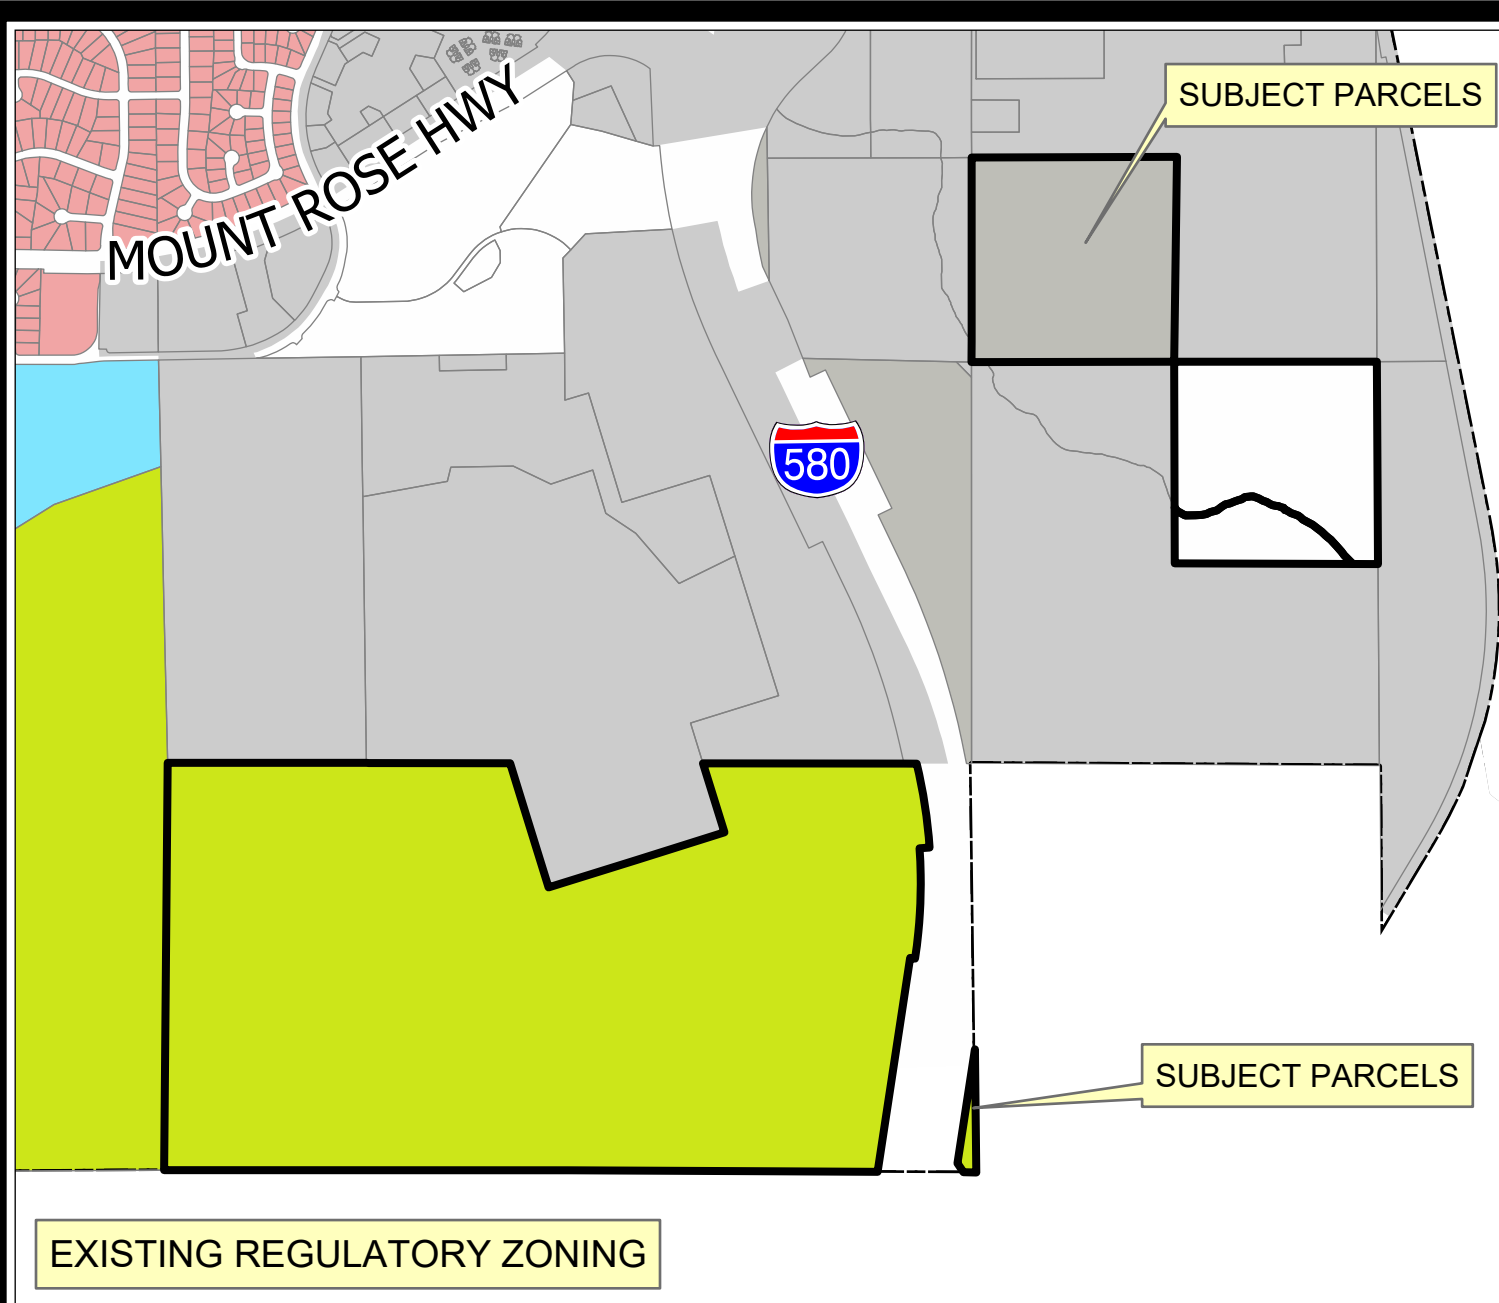 SUBJECT PARCELS
MOUNT ROSE HWY
580
SUBJECT PARCELS
EXISTING REGULATORY ZONING